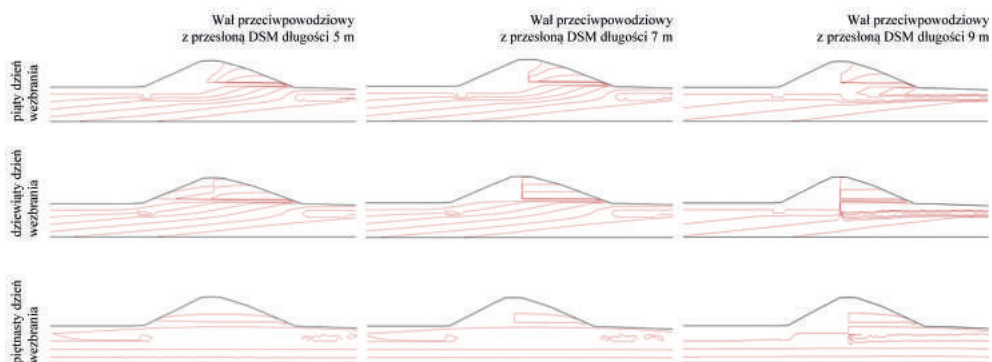 Wał przeciwpowodziowy
z przesłoną DSM długości 5 m
Wał przeciwpowodziowy
z przesłoną DSM długości 7 m
Wał przeciwpowodziowy
z przesłoną DSM długości 9 m
piąty dzień
wezbrania
dziewiąty dzień
wezbrania
piętnasty dzień
wezbrania